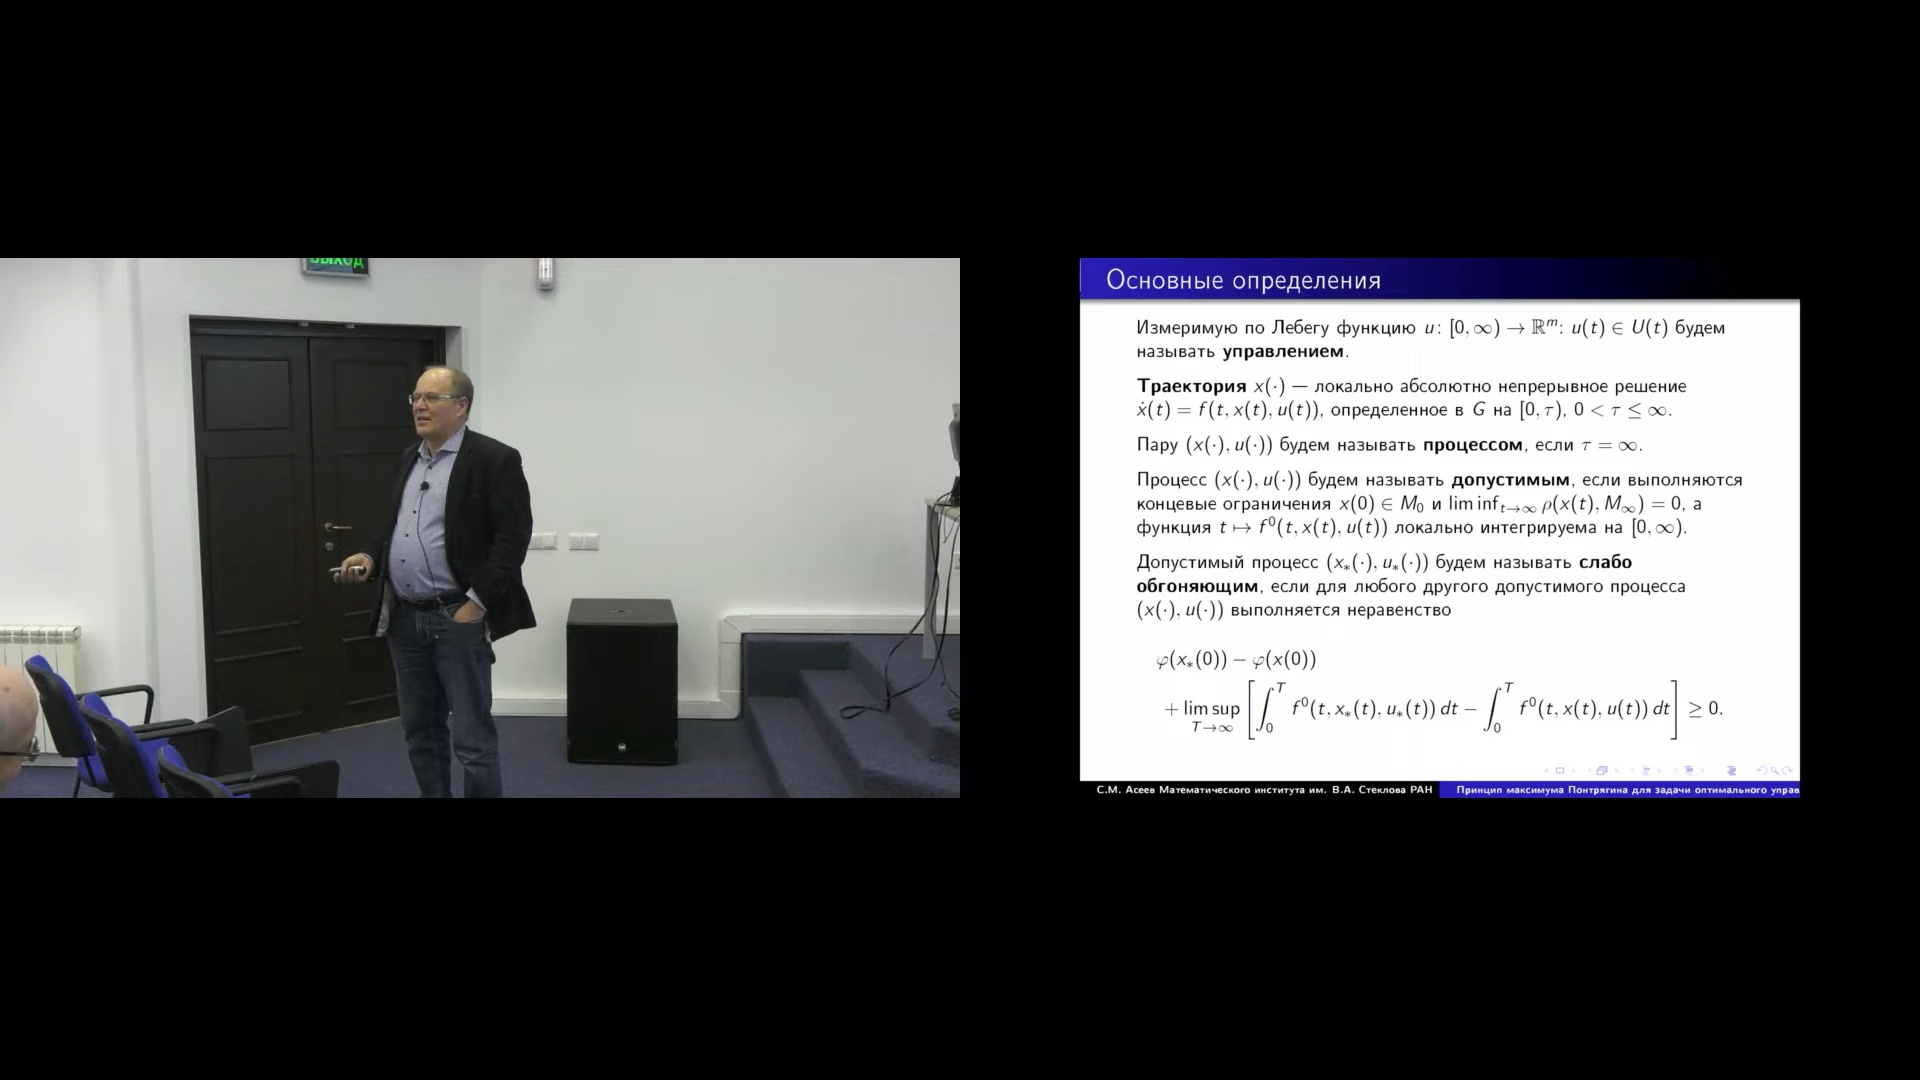 ВЫХОД
Основные определения
Измеримую по Лебегу функцию u: [0, ∞) → ℝᵐ: u(t) ∈ U(t) будем
называть управлением.
Траектория x(·) — локально абсолютно непрерывное решение
ẋ(t) = f(t, x(t), u(t)), определенное в G на [0, τ), 0 < τ ≤ ∞.
Пару (x(·), u(·)) будем называть процессом, если τ = ∞.
Процесс (x(·), u(·)) будем называть допустимым, если выполняются
концевые ограничения x(0) ∈ M₀ и lim inf_{t→∞} ρ(x(t), M_∞) = 0, а
функция t ↦ f⁰(t, x(t), u(t)) локально интегрируема на [0, ∞).
Допустимый процесс (x_*(·), u_*(·)) будем называть слабо
обгоняющим, если для любого другого допустимого процесса
(x(·), u(·)) выполняется неравенство
φ(x_*(0)) − φ(x(0))
+ lim sup_{T→∞} [∫₀ᵀ f⁰(t, x_*(t), u_*(t)) dt − ∫₀ᵀ f⁰(t, x(t), u(t)) dt] ≥ 0.
С.М. Асеев Математического института им. В.А. Стеклова РАН
Принцип максимума Понтрягина для задачи оптимального управ